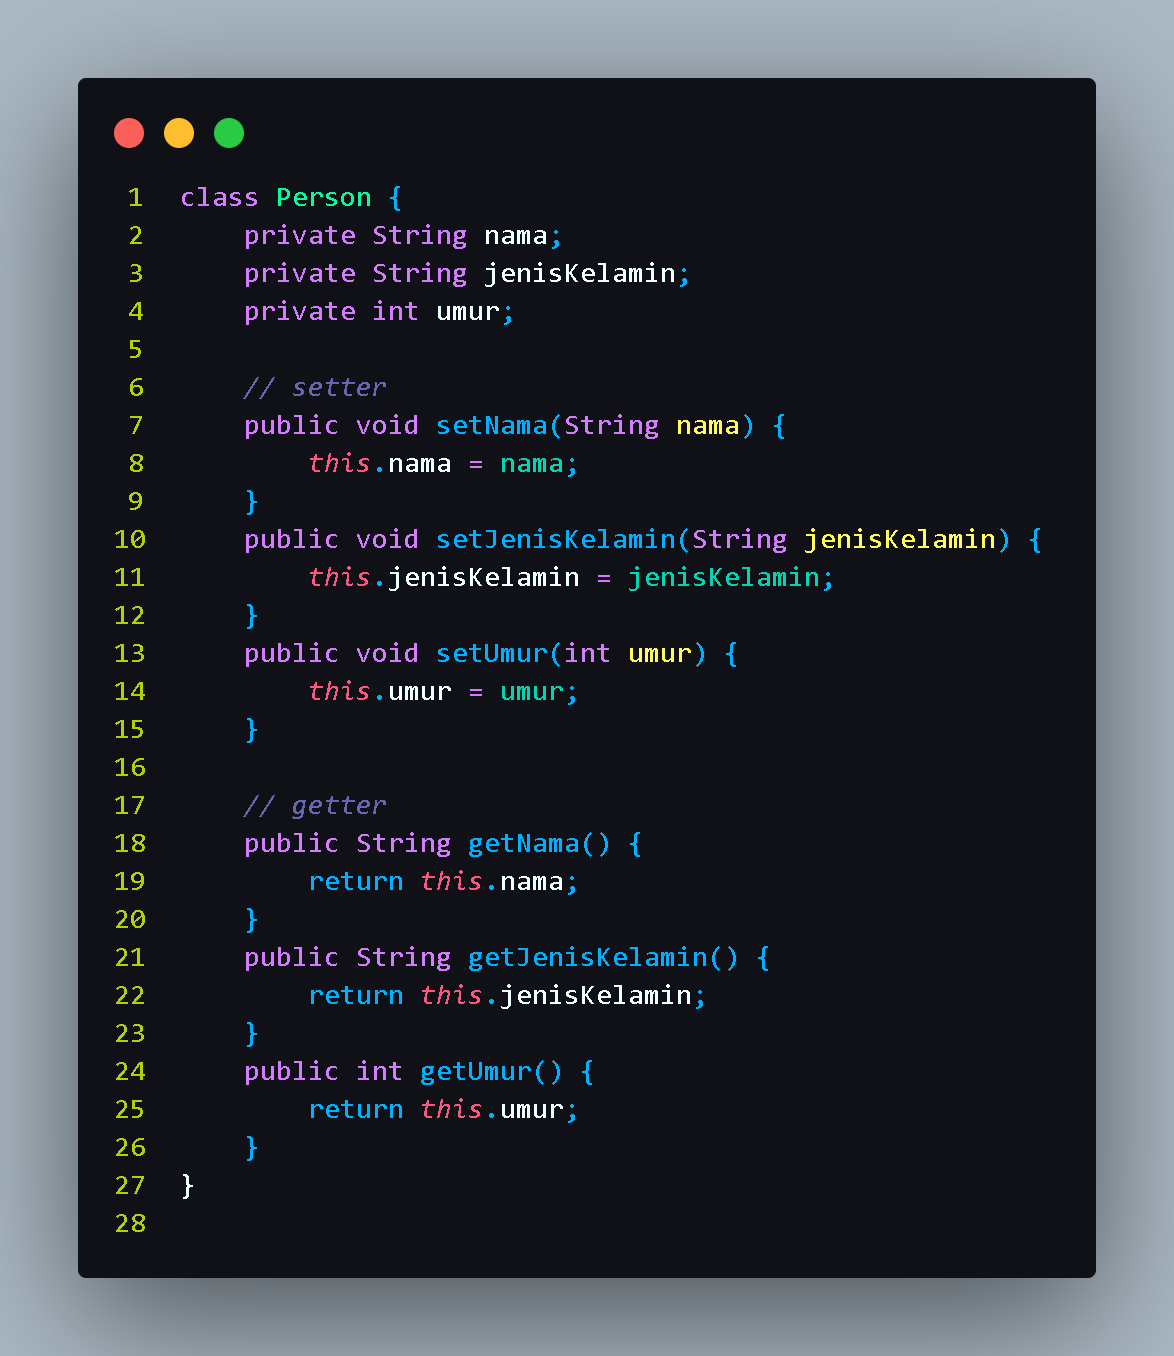 1 class Person {
2     private String nama;
3     private String jenisKelamin;
4     private int umur;
5
6     // setter
7     public void setNama(String nama) {
8         this.nama = nama;
9     }
10     public void setJenisKelamin(String jenisKelamin) {
11         this.jenisKelamin = jenisKelamin;
12     }
13     public void setUmur(int umur) {
14         this.umur = umur;
15     }
16
17     // getter
18     public String getNama() {
19         return this.nama;
20     }
21     public String getJenisKelamin() {
22         return this.jenisKelamin;
23     }
24     public int getUmur() {
25         return this.umur;
26     }
27 }
28